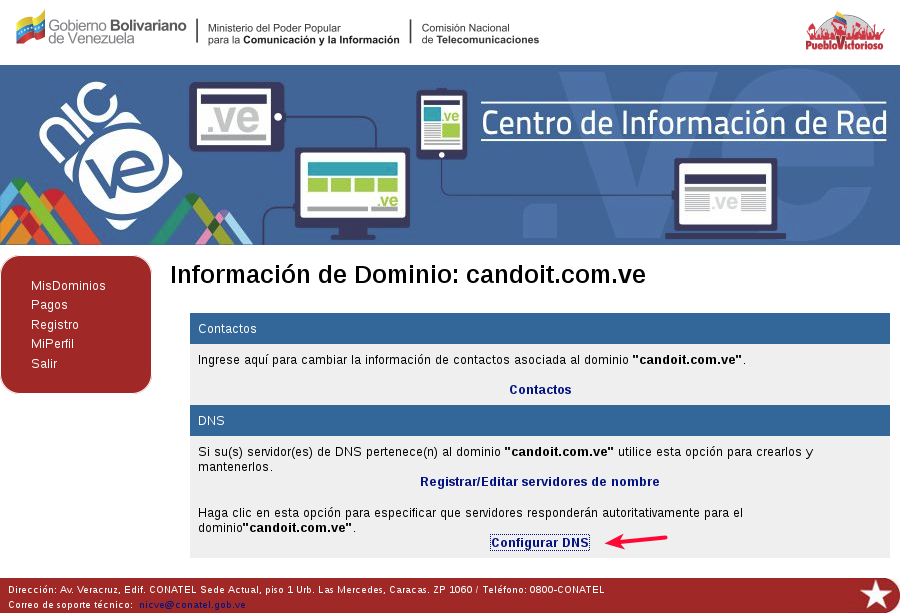 Gobierno Bolivariano
de Venezuela
Ministerio del Poder Popular
para la Comunicación y la Información
Comisión Nacional
de Telecomunicaciones
PuebloVictorioso
nic
ve
.ve
.ve
.ve
.ve
.ve
Centro de Información de Red
MisDominios
Pagos
Registro
MiPerfil
Salir
Información de Dominio: candoit.com.ve
Contactos
Ingrese aquí para cambiar la información de contactos asociada al dominio "candoit.com.ve".
Contactos
DNS
Si su(s) servidor(es) de DNS pertenece(n) al dominio "candoit.com.ve" utilice esta opción para crearlos y
mantenerlos.
Registrar/Editar servidores de nombre
Haga clic en esta opción para especificar que servidores responderán autoritativamente para el
dominio"candoit.com.ve".
Configurar DNS
Dirección: Av. Veracruz, Edif. CONATEL Sede Actual, piso 1 Urb. Las Mercedes, Caracas. ZP 1060 / Teléfono: 0800-CONATEL
Correo de soporte técnico: nicve@conatel.gob.ve